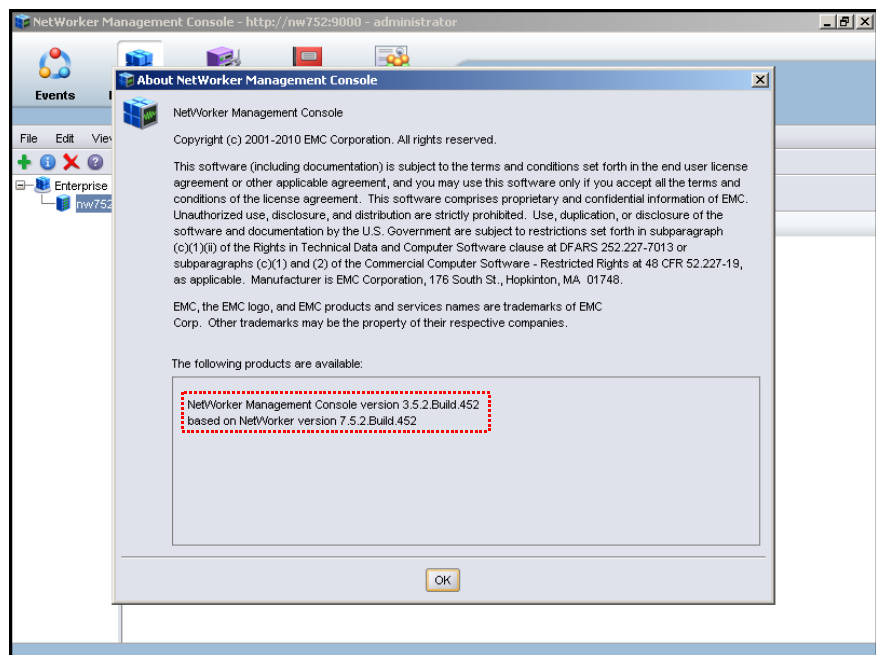 NetWorker Management Console - http://nw752:9000 - administrator
Events
About NetWorker Management Console
File Edit
Enterprise
nw752
NetWorker Management Console
Copyright (c) 2001-2010 EMC Corporation. All rights reserved.
This software (including documentation) is subject to the terms and conditions set forth in the end user license
agreement or other applicable agreement, and you may use this software only if you accept all the terms and
conditions of the license agreement. This software comprises proprietary and confidential information of EMC.
Unauthorized use, disclosure, and distribution are strictly prohibited. Use, duplication, or disclosure of the
software and documentation by the U.S. Government are subject to restrictions set forth in subparagraph
(c)(1)(ii) of the Rights in Technical Data and Computer Software clause at DFARS 252.227-7013 or
subparagraphs (c)(1) and (2) of the Commercial Computer Software - Restricted Rights at 48 CFR 52.227-19,
as applicable. Manufacturer is EMC Corporation, 176 South St., Hopkinton, MA 01748.
EMC, the EMC logo, and EMC products and services names are trademarks of EMC
Corp. Other trademarks may be the property of their respective companies.
The following products are available:
NetWorker Management Console version 3.5.2.Build.452
based on NetWorker version 7.5.2.Build.452
OK